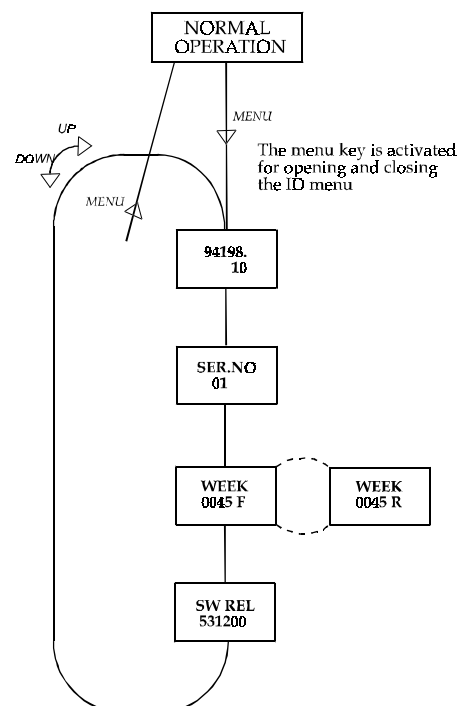 NORMAL
OPERATION
MENU
UP
DOWN
The menu key is activated
for opening and closing
the ID menu
MENU
94198.
10
SER.NO
01
WEEK
0045 F
WEEK
0045 R
SW REL
531200